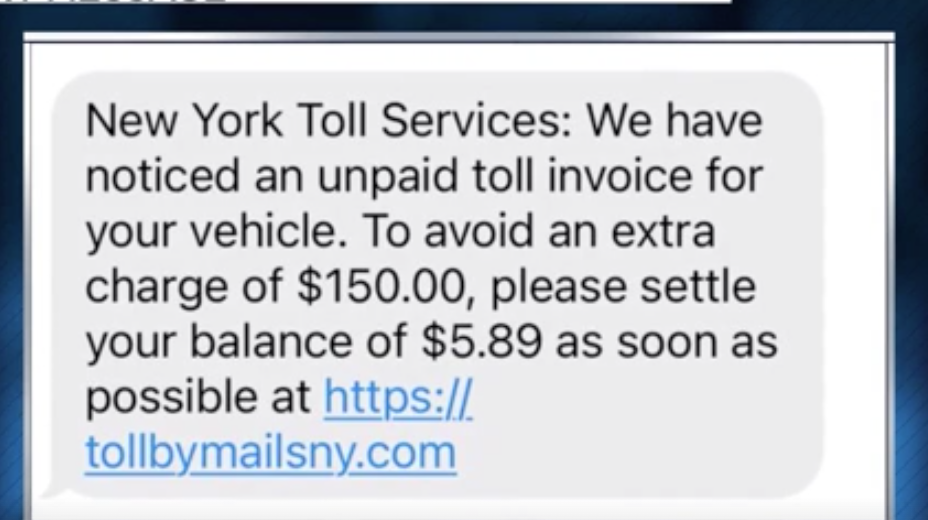 New York Toll Services: We have
noticed an unpaid toll invoice for
your vehicle. To avoid an extra
charge of $150.00, please settle
your balance of $5.89 as soon as
possible at https://
tollbymailsny.com